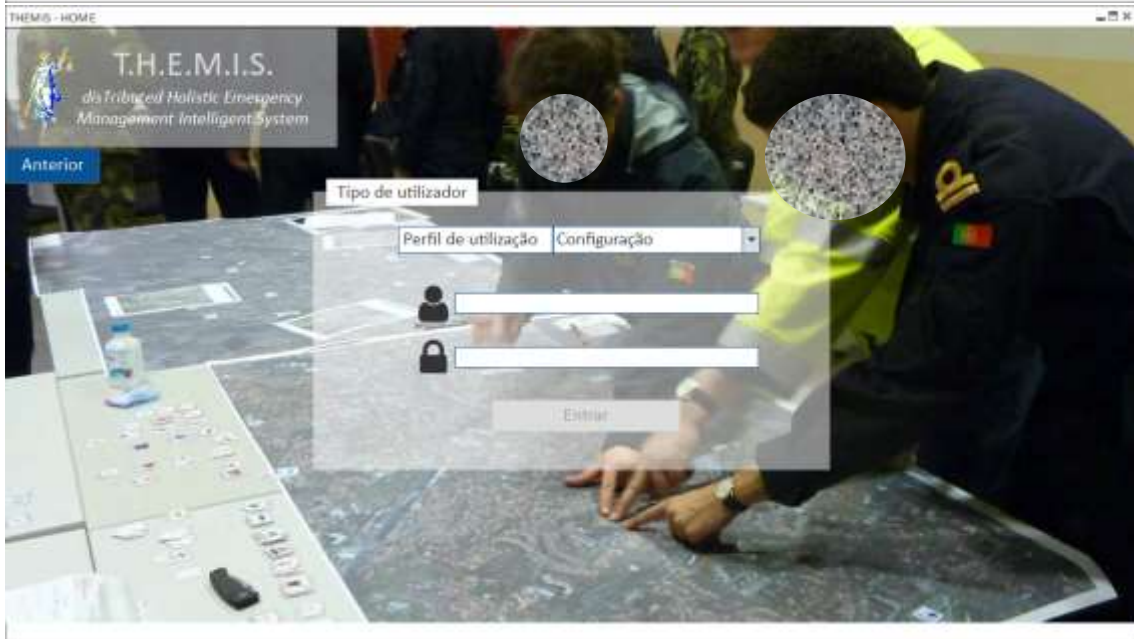 THEMIS - HOME
T.H.E.M.I.S.
disTributed Holistic Emergency
Management Intelligent System
Anterior
Tipo de utilizador
Perfil de utilização Configuração
Entrar